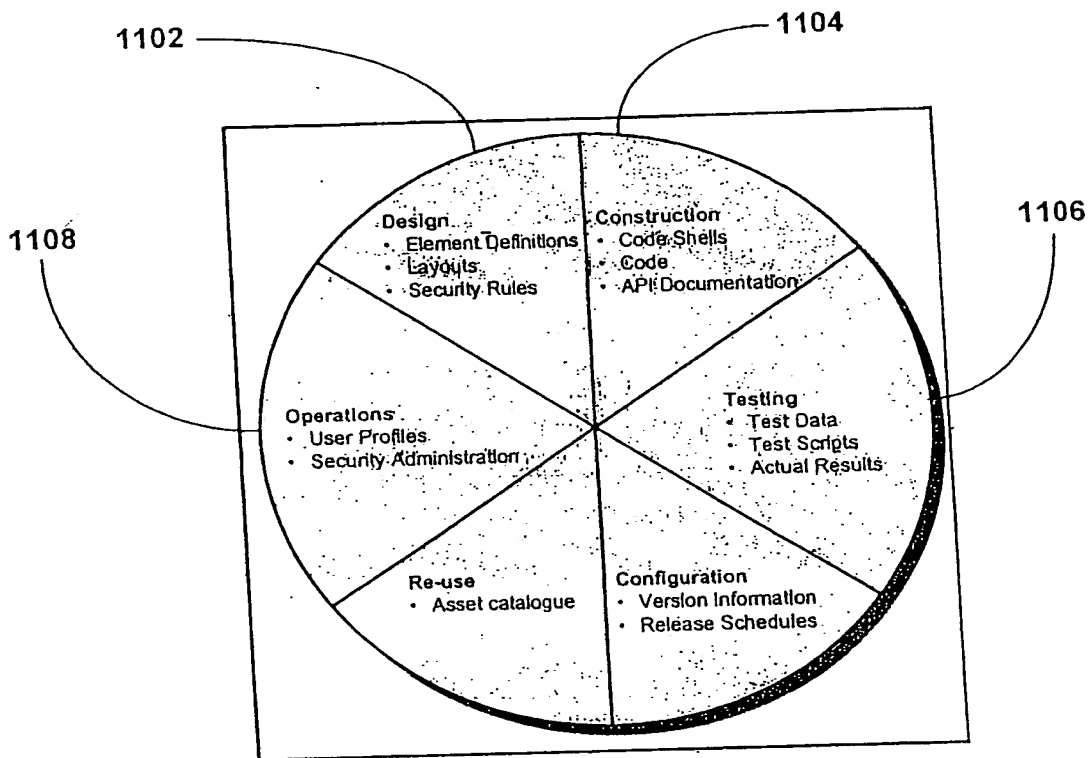 1102
1104
1106
1108
Design
• Element Definitions
• Layouts
• Security Rules
Construction
• Code Shells
• Code
• API Documentation
Operations
• User Profiles
• Security Administration
Testing
• Test Data
• Test Scripts
• Actual Results
Re-use
• Asset catalogue
Configuration
• Version Information
• Release Schedules